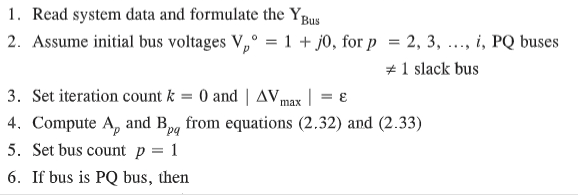 1. Read system data and formulate the Y_Bus
2. Assume initial bus voltages V_p° = 1 + j0, for p = 2, 3, ..., i, PQ buses
≠ 1 slack bus
3. Set iteration count k = 0 and | ΔV_max | = ε
4. Compute A_p and B_pq from equations (2.32) and (2.33)
5. Set bus count p = 1
6. If bus is PQ bus, then